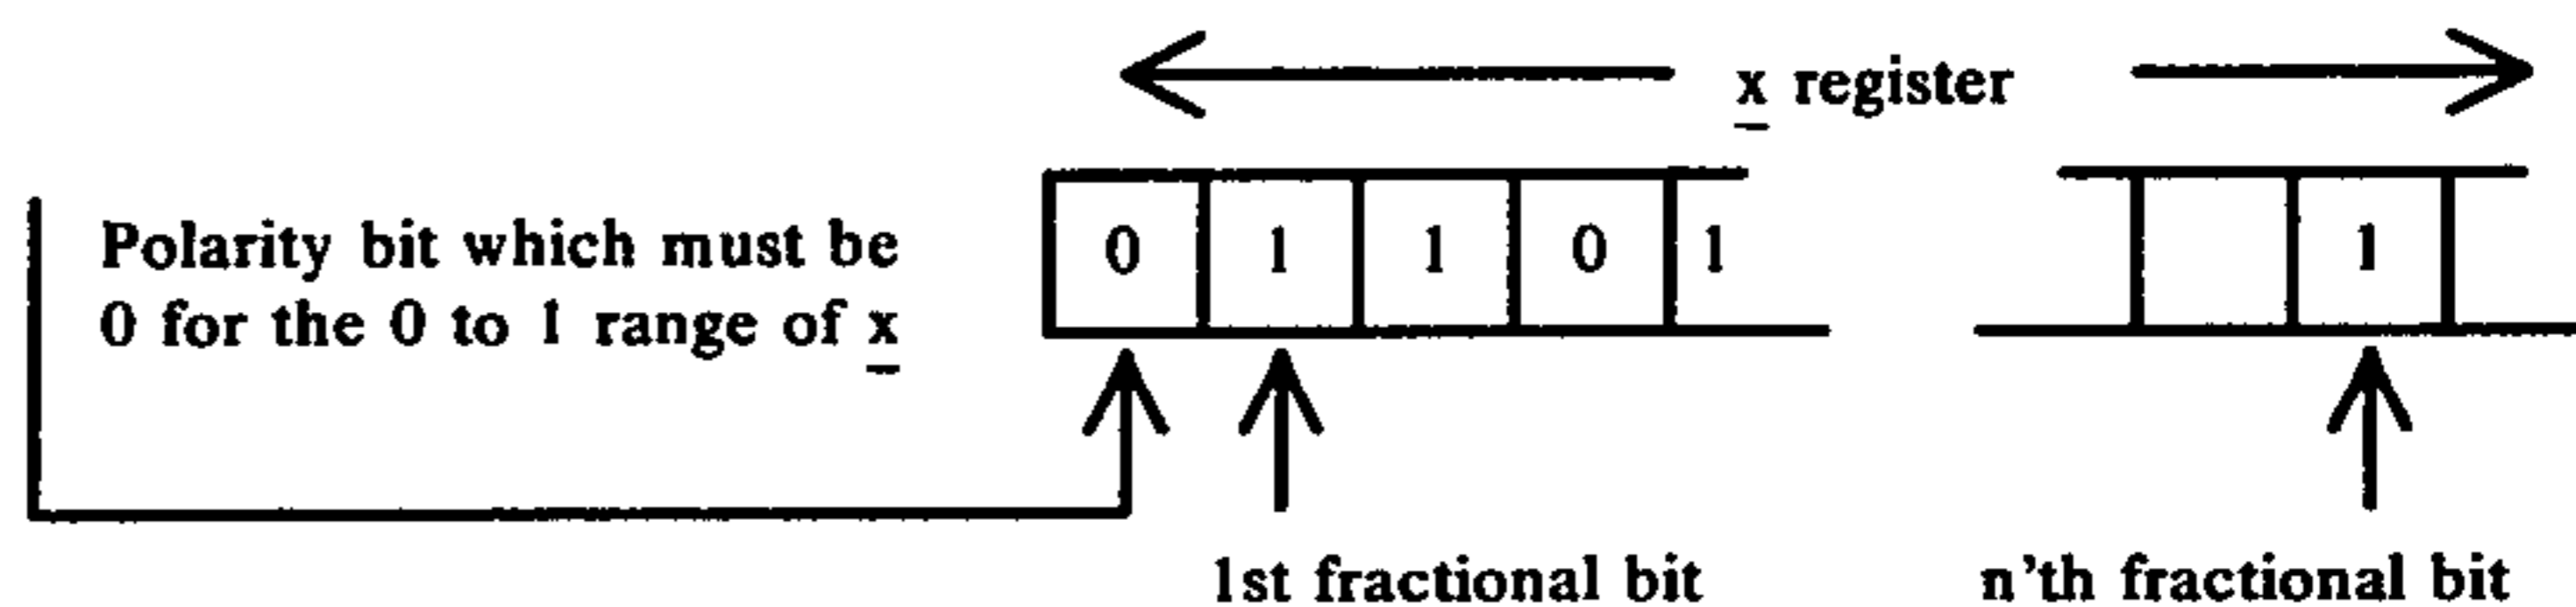 x register
Polarity bit which must be
0 for the 0 to 1 range of x
0 1 1 0 1 1
1st fractional bit
n'th fractional bit